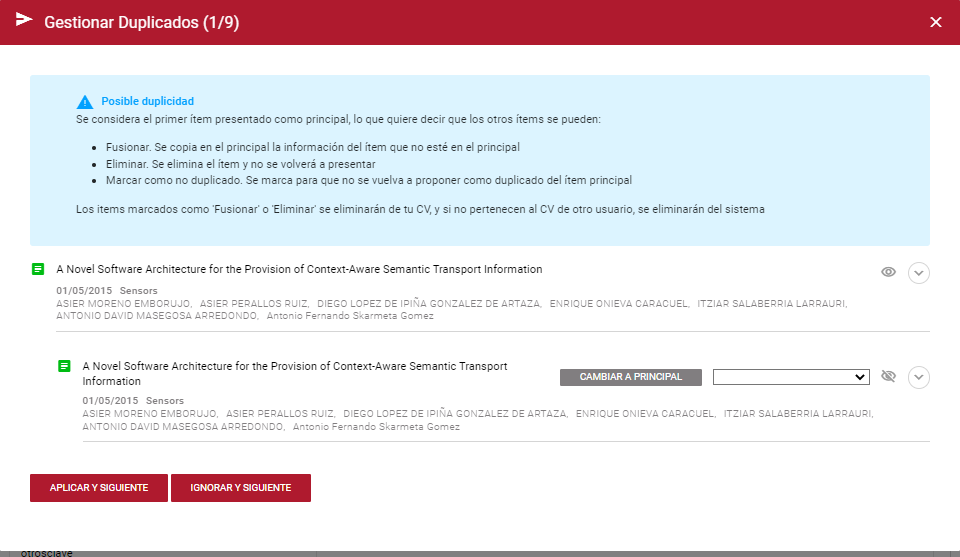 Gestionar Duplicados (1/9)
Posible duplicidad
Se considera el primer ítem presentado como principal, lo que quiere decir que los otros ítems se pueden:
Fusionar. Se copia en el principal la información del ítem que no esté en el principal
Eliminar. Se elimina el ítem y no se volverá a presentar
Marcar como no duplicado. Se marca para que no se vuelva a proponer como duplicado del ítem principal
Los items marcados como 'Fusionar' o 'Eliminar' se eliminarán de tu CV, y si no pertenecen al CV de otro usuario, se eliminarán del sistema
A Novel Software Architecture for the Provision of Context-Aware Semantic Transport Information
01/05/2015 Sensors
ASIER MORENO EMBORUJO, ASIER PERALLOS RUIZ, DIEGO LOPEZ DE IPIÑA GONZALEZ DE ARTAZA, ENRIQUE ONIEVA CARACUEL, ITZIAR SALABERRIA LARRAURI,
ANTONIO DAVID MASEGOSA ARREDONDO, Antonio Fernando Skarmeta Gomez
A Novel Software Architecture for the Provision of Context-Aware Semantic Transport
Information
CAMBIAR A PRINCIPAL
01/05/2015 Sensors
ASIER MORENO EMBORUJO, ASIER PERALLOS RUIZ, DIEGO LOPEZ DE IPIÑA GONZALEZ DE ARTAZA, ENRIQUE ONIEVA CARACUEL, ITZIAR SALABERRIA LARRAURI,
ANTONIO DAVID MASEGOSA ARREDONDO, Antonio Fernando Skarmeta Gomez
APLICAR Y SIGUIENTE IGNORAR Y SIGUIENTE
otrosclave